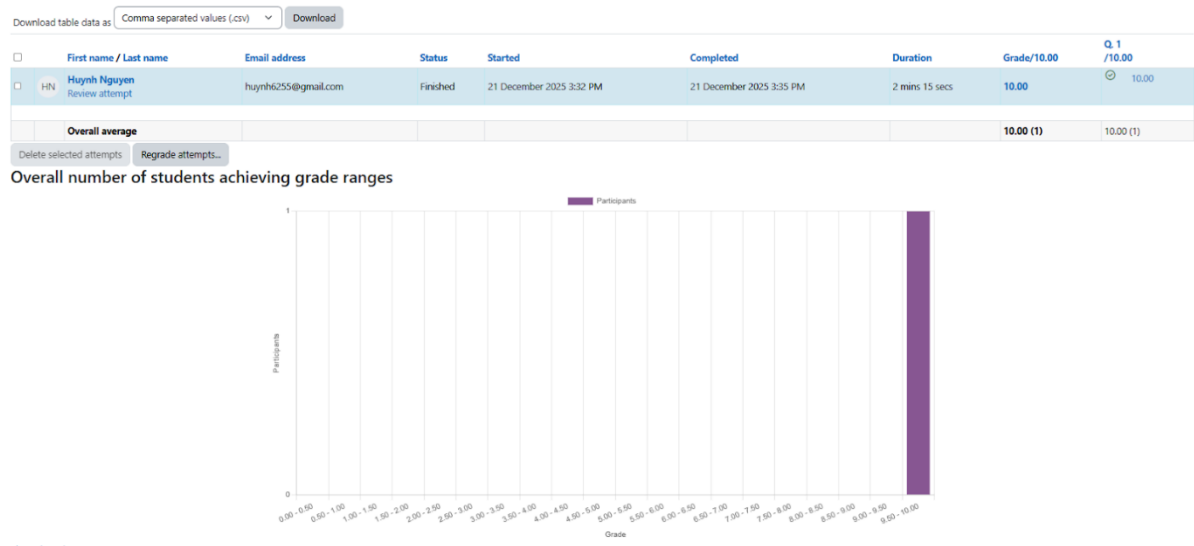 Download table data as Comma separated values (.csv) Download
First name / Last name Email address Status Started Completed Duration Grade/10.00 Q. 1 /10.00
HN Huynh Nguyen huynh6255@gmail.com Finished 21 December 2025 3:32 PM 21 December 2025 3:35 PM 2 mins 15 secs 10.00 10.00
Review attempt
Overall average 10.00 (1) 10.00 (1)
Delete selected attempts Regrade attempts...
Overall number of students achieving grade ranges
Participants
1
Participants
0
0.00 - 0.50 0.50 - 1.00 1.00 - 1.50 1.50 - 2.00 2.00 - 2.50 2.50 - 3.00 3.00 - 3.50 3.50 - 4.00 4.00 - 4.50 4.50 - 5.00 5.00 - 5.50 5.50 - 6.00 6.00 - 6.50 6.50 - 7.00 7.00 - 7.50 7.50 - 8.00 8.00 - 8.50 8.50 - 9.00 9.00 - 9.50 9.50 - 10.00
Grade